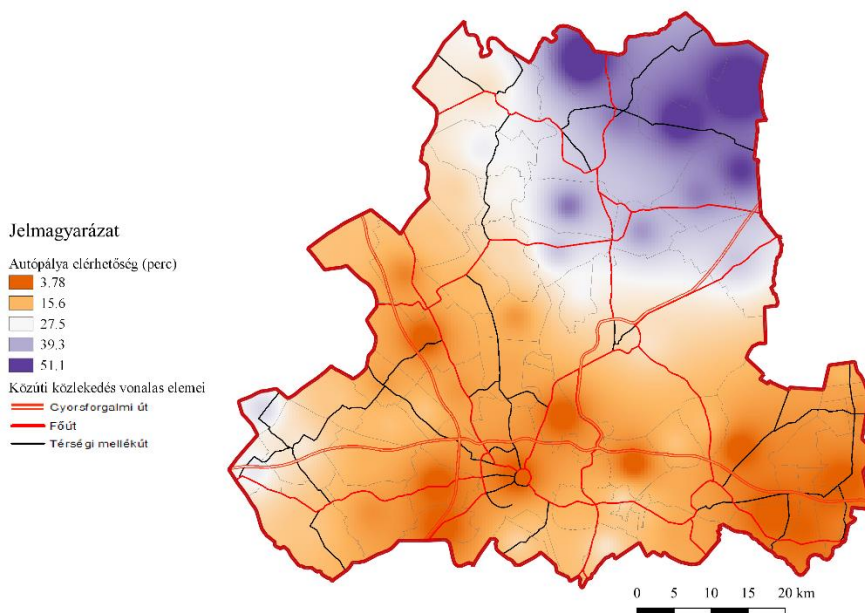 Jelmagyarázat
Autópálya elérhetőség (perc)
3.78
15.6
27.5
39.3
51.1
Közúti közlekedés vonalas elemei
Gyorsforgalmi út
Főút
Térségi mellékút
0 5 10 15 20 km